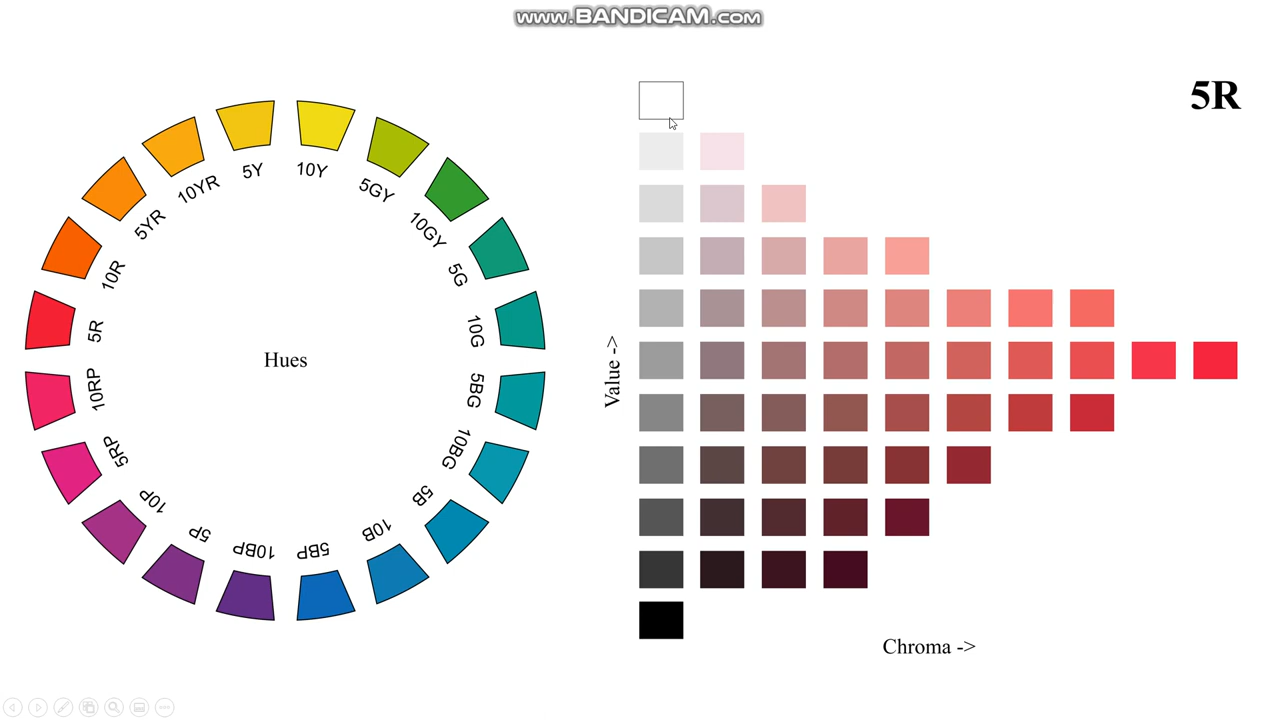 www.BANDICAM.com
5R
5Y
10Y
10YR
5GY
5YR
10GY
10R
5G
5R
10G
Hues
Value ->
10RP
5BG
5RP
10BG
10P
5B
5P
10B
10BP
5BP
Chroma ->